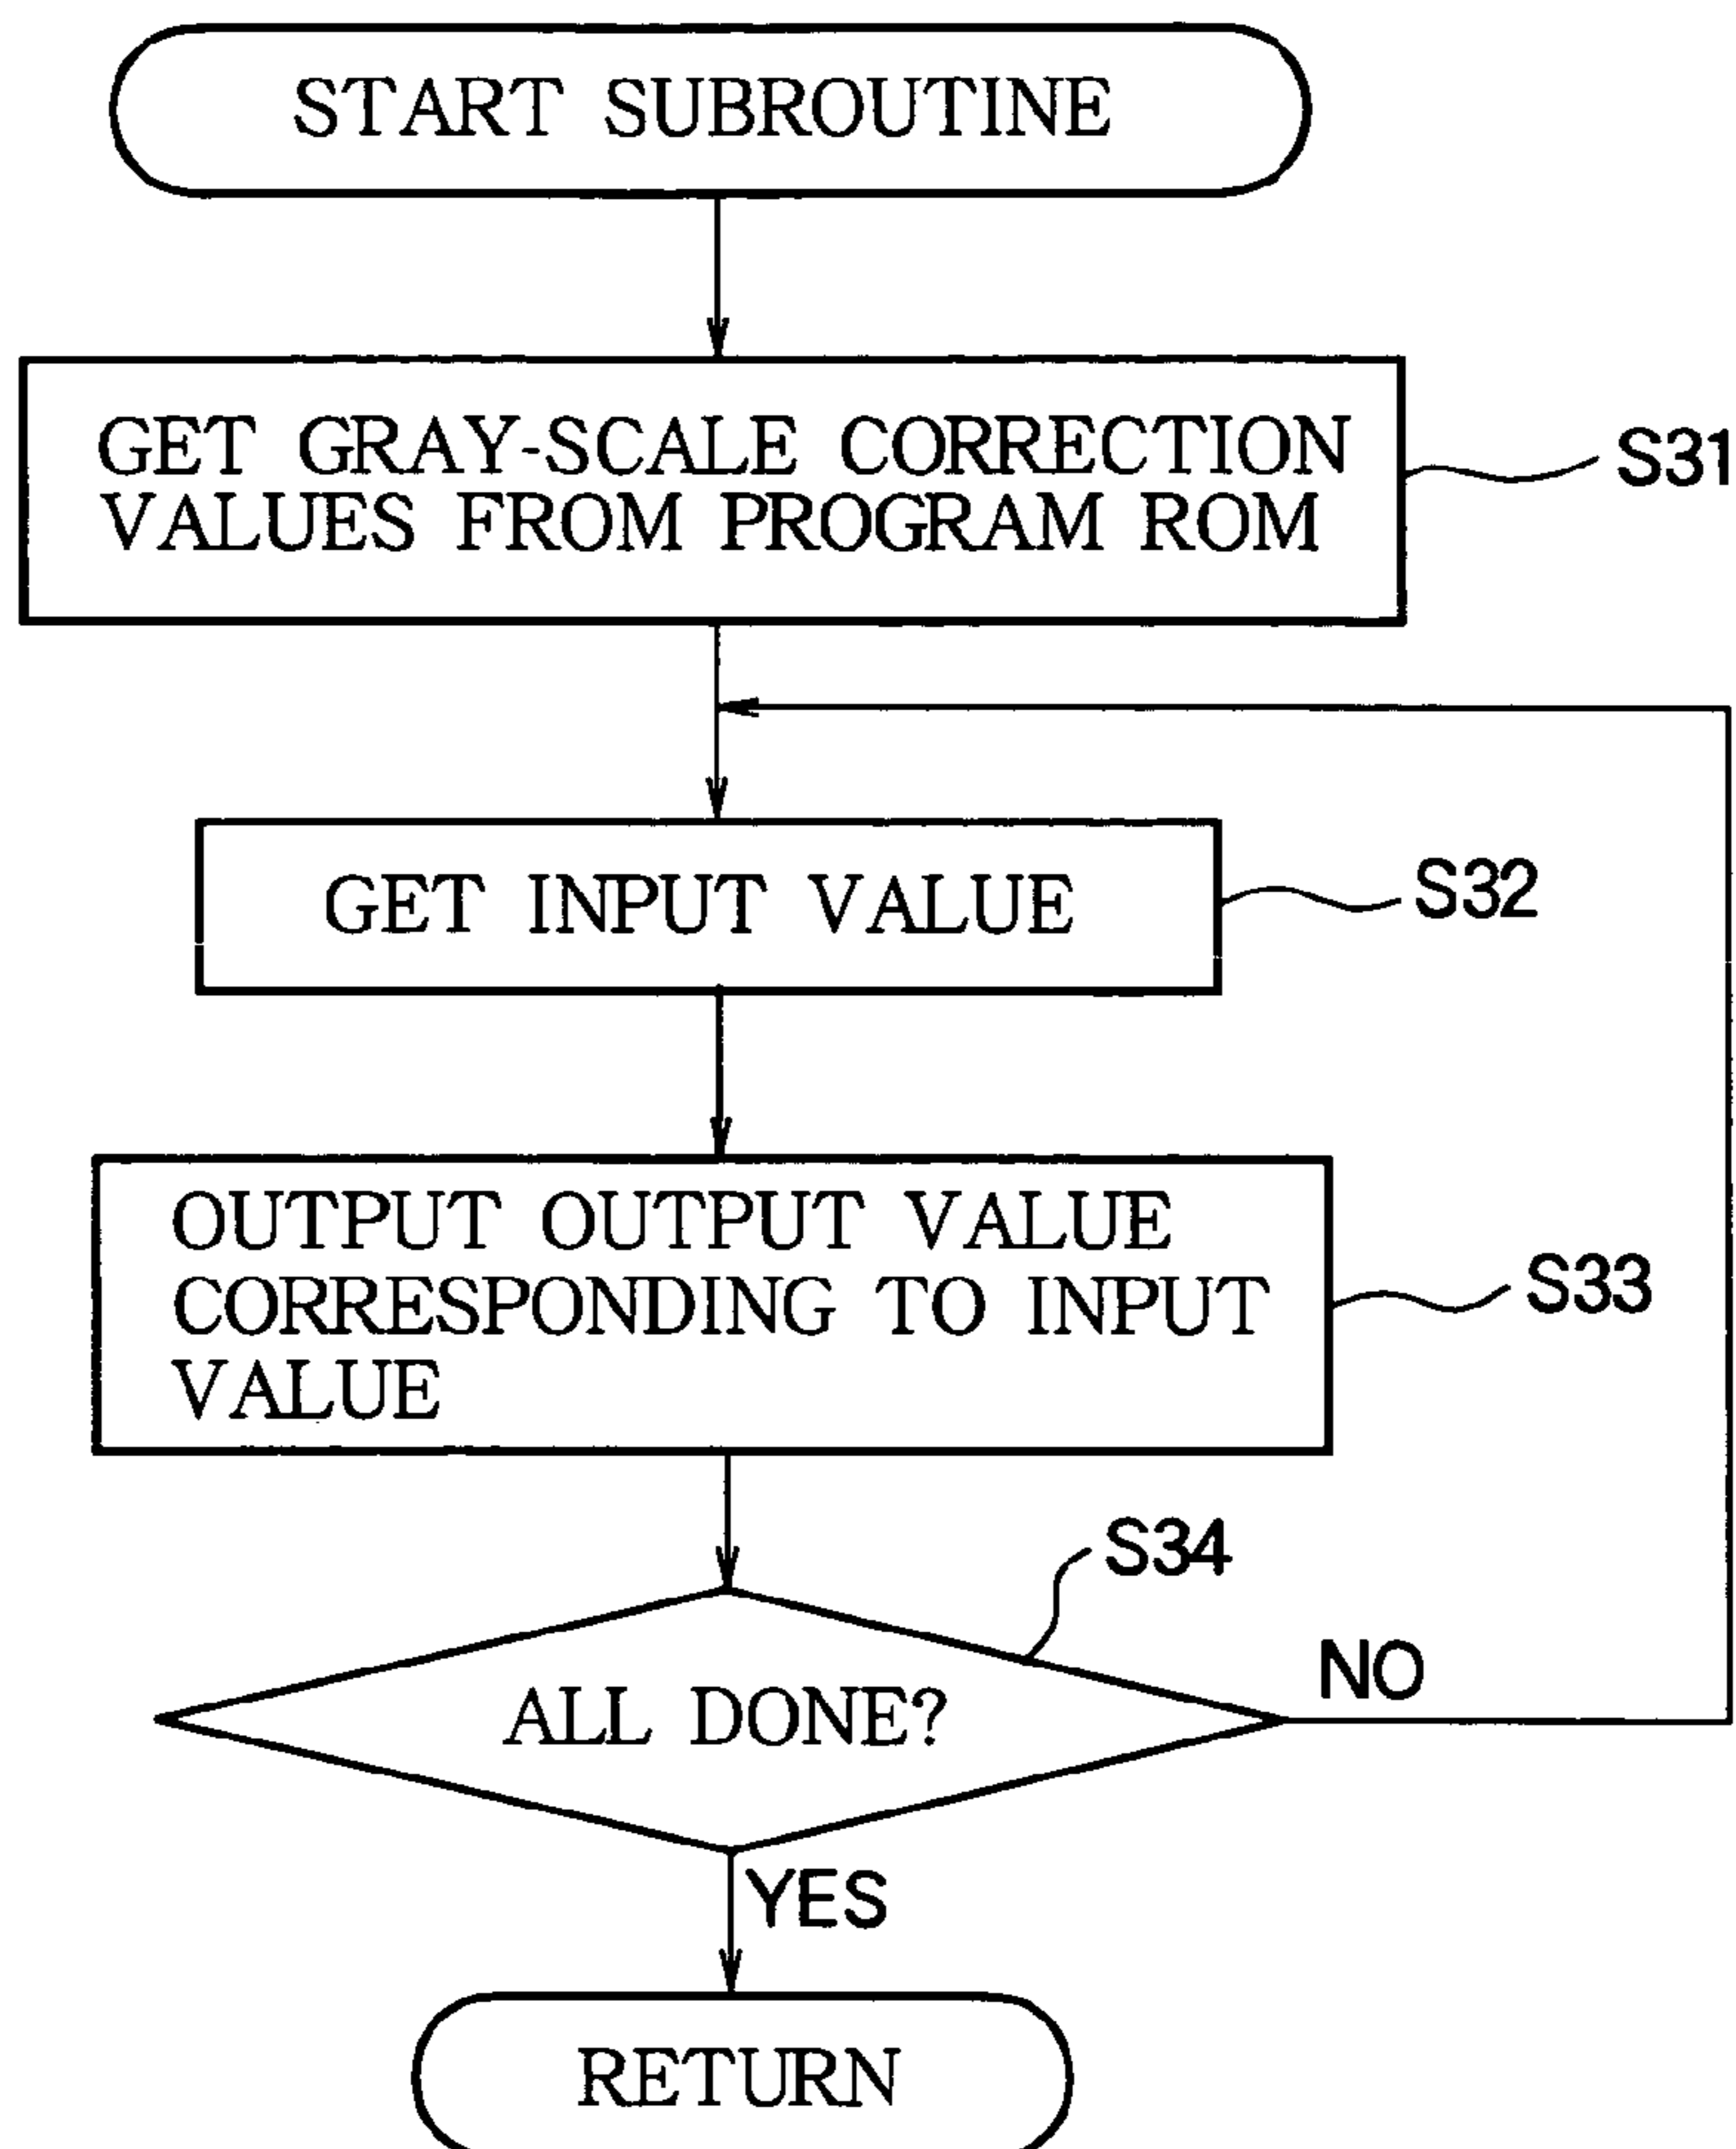 START SUBROUTINE
GET GRAY-SCALE CORRECTION
VALUES FROM PROGRAM ROM
S31
GET INPUT VALUE
S32
OUTPUT OUTPUT VALUE
CORRESPONDING TO INPUT
VALUE
S33
S34
ALL DONE?
NO
YES
RETURN